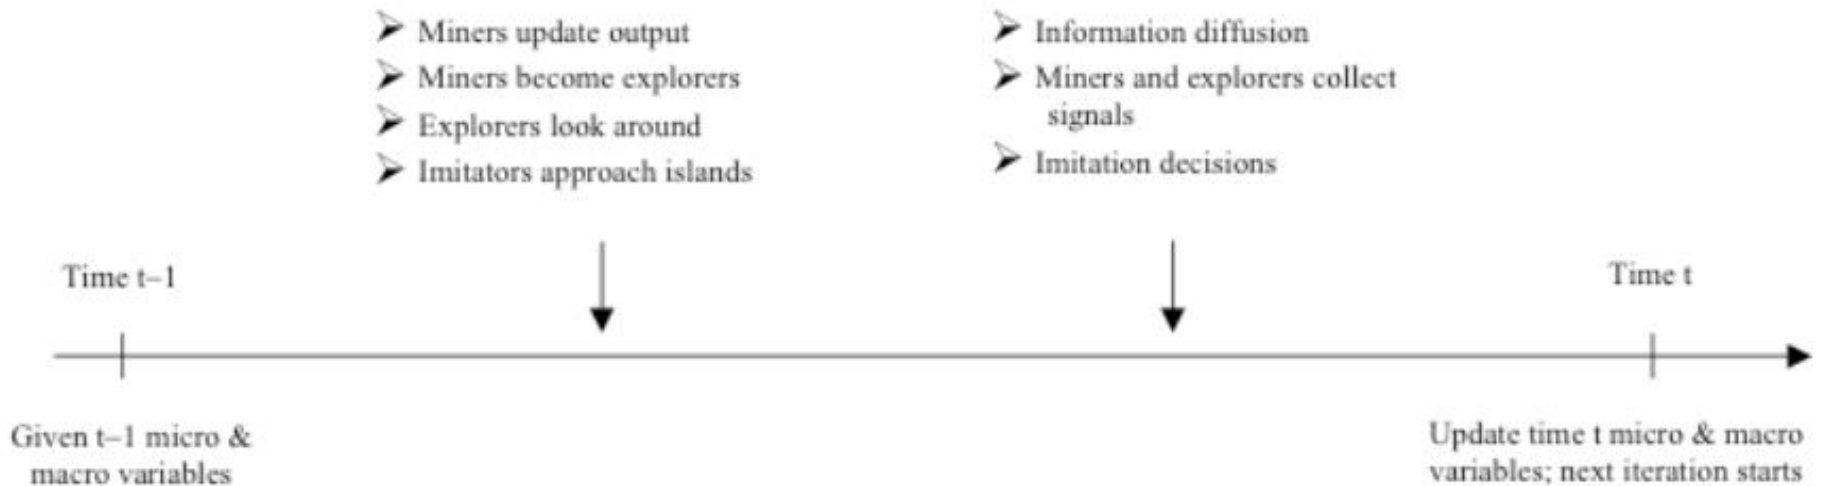 Miners update output
Miners become explorers
Explorers look around
Imitators approach islands
Information diffusion
Miners and explorers collect
signals
Imitation decisions
Time t–1
Time t
Given t–1 micro &
macro variables
Update time t micro & macro
variables; next iteration starts